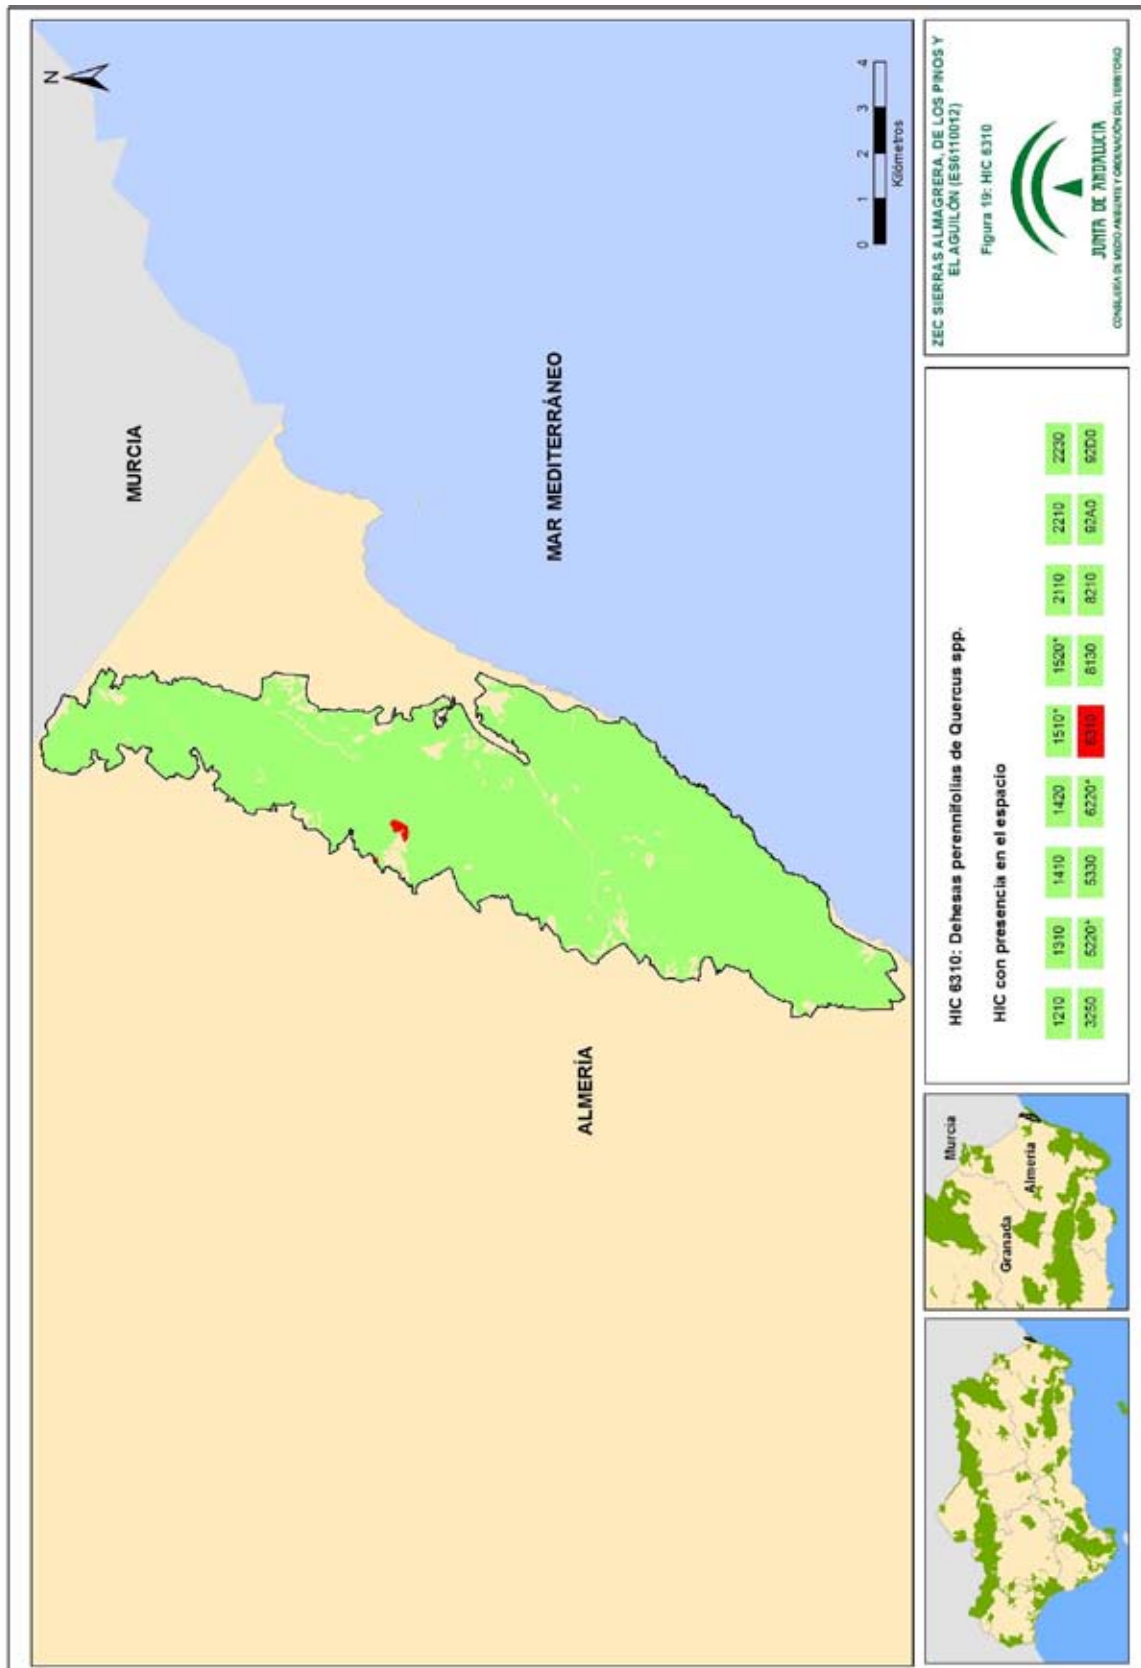 N
MURCIA
MAR MEDITERRÁNEO
ALMERÍA
0 1 2 3 4
Kilómetros
Granada
Almería
Murcia
HIC 6310: Dehesas perennifolias de Quercus spp.
HIC con presencia en el espacio
1210 1310 1410 1420 1510* 1520* 2110 2210 2230
3250 5220* 5330 6220* 6310 8130 8210 92A0 92D0
ZEC SIERRAS ALMAGRERA, DE LOS PINOS Y
EL AGUILÓN (ES6110012)
Figura 19: HIC 6310
JUNTA DE ANDALUCIA
CONSEJERÍA DE MEDIO AMBIENTE Y ORDENACIÓN DEL TERRITORIO